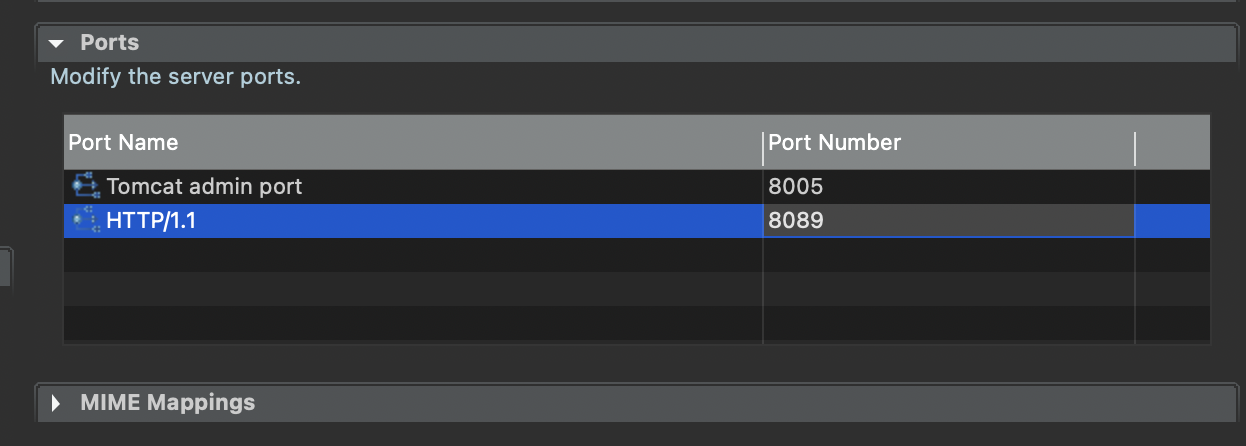 Ports
Modify the server ports.
Port Name Port Number
Tomcat admin port 8005
HTTP/1.1 8089
MIME Mappings